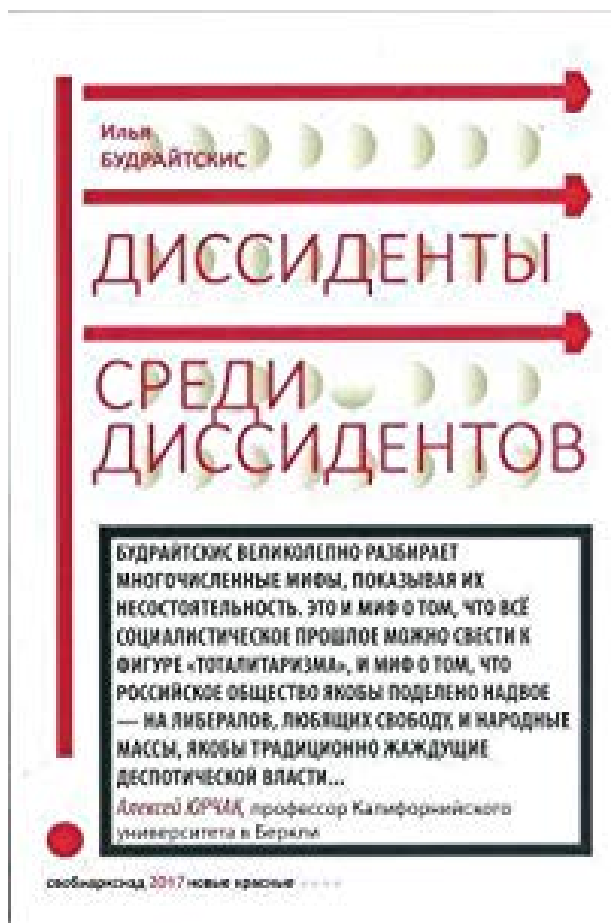 Илья
БУДРАЙТСКИС
ДИССИДЕНТЫ
СРЕДИ
ДИССИДЕНТОВ
БУДРАЙТСКИС ВЕЛИКОЛЕПНО РАЗБИРАЕТ
МНОГОЧИСЛЕННЫЕ МИФЫ, ПОКАЗЫВАЯ ИХ
НЕСОСТОЯТЕЛЬНОСТЬ. ЭТО И МИФ О ТОМ, ЧТО ВСЁ
СОЦИАЛИСТИЧЕСКОЕ ПРОШЛОЕ МОЖНО СВЕСТИ К
ФИГУРЕ «ТОТАЛИТАРИЗМА», И МИФ О ТОМ, ЧТО
РОССИЙСКОЕ ОБЩЕСТВО ЯКОБЫ ПОДЕЛЕНО НАДВОЕ
— НА ЛИБЕРАЛОВ, ЛЮБЯЩИХ СВОБОДУ, И НАРОДНЫЕ
МАССЫ, ЯКОБЫ ТРАДИЦИОННО ЖАЖДУЩИЕ
ДЕСПОТИЧЕСКОЙ ВЛАСТИ...
Алексей ЮРЧАК, профессор Калифорнийского
университета в Беркли
свобмарксизд 2017 новые красные